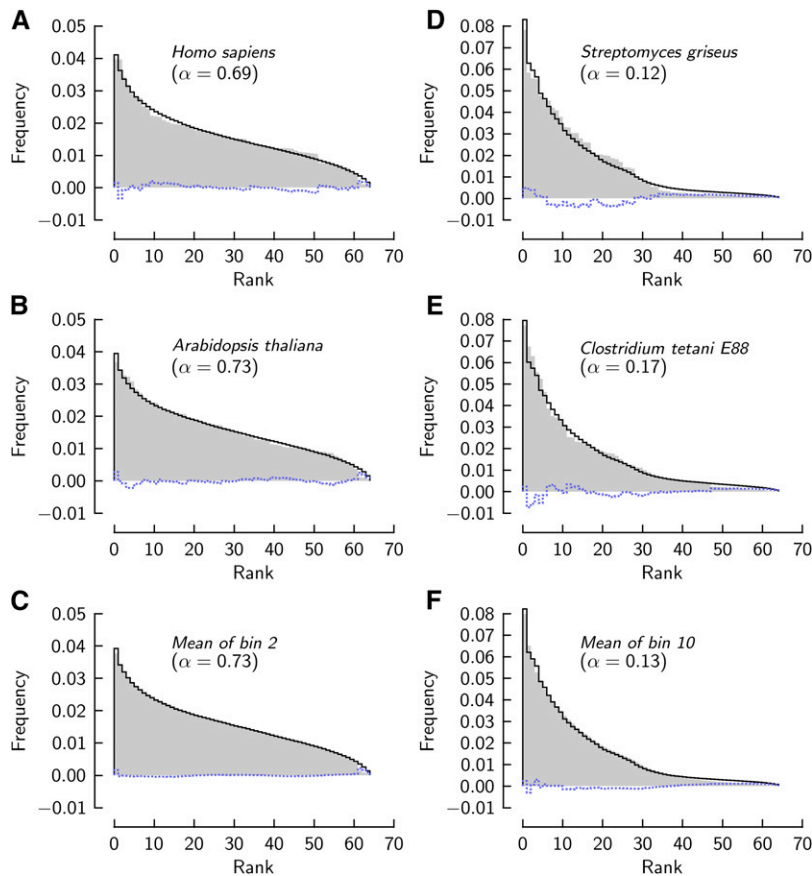 A
Homo sapiens
(α = 0.69)
Frequency
0.05
0.04
0.03
0.02
0.01
0.00
−0.01
0 10 20 30 40 50 60 70
Rank
B
Arabidopsis thaliana
(α = 0.73)
Frequency
0.05
0.04
0.03
0.02
0.01
0.00
−0.01
0 10 20 30 40 50 60 70
Rank
C
Mean of bin 2
(α = 0.73)
Frequency
0.05
0.04
0.03
0.02
0.01
0.00
−0.01
0 10 20 30 40 50 60 70
Rank
D
Streptomyces griseus
(α = 0.12)
Frequency
0.08
0.07
0.06
0.05
0.04
0.03
0.02
0.01
0.00
−0.01
0 10 20 30 40 50 60 70
Rank
E
Clostridium tetani E88
(α = 0.17)
Frequency
0.08
0.07
0.06
0.05
0.04
0.03
0.02
0.01
0.00
−0.01
0 10 20 30 40 50 60 70
Rank
F
Mean of bin 10
(α = 0.13)
Frequency
0.08
0.07
0.06
0.05
0.04
0.03
0.02
0.01
0.00
−0.01
0 10 20 30 40 50 60 70
Rank